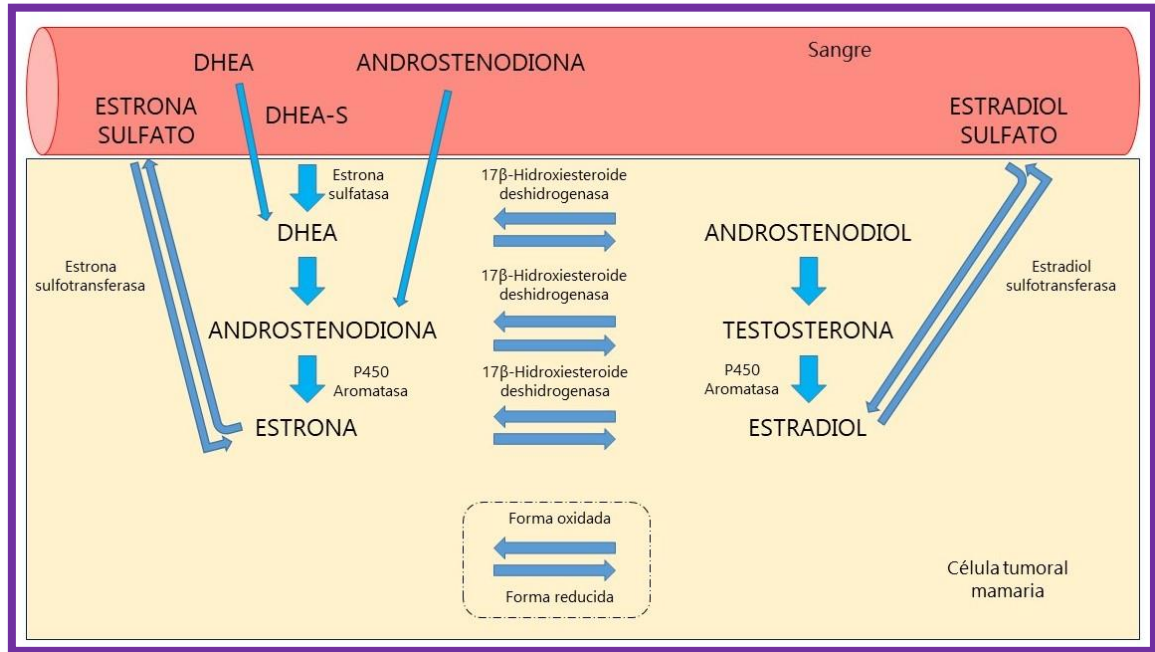 Sangre
DHEA
ANDROSTENODIONA
ESTRONA
SULFATO
DHEA-S
ESTRADIOL
SULFATO
Estrona
sulfatasa
17β-Hidroxiesteroide
deshidrogenasa
DHEA
ANDROSTENODIOL
Estrona
sulfotransferasa
17β-Hidroxiesteroide
deshidrogenasa
Estradiol
sulfotransferasa
ANDROSTENODIONA
TESTOSTERONA
P450
Aromatasa
17β-Hidroxiesteroide
deshidrogenasa
P450
Aromatasa
ESTRONA
ESTRADIOL
Forma oxidada
Forma reducida
Célula tumoral
mamaria